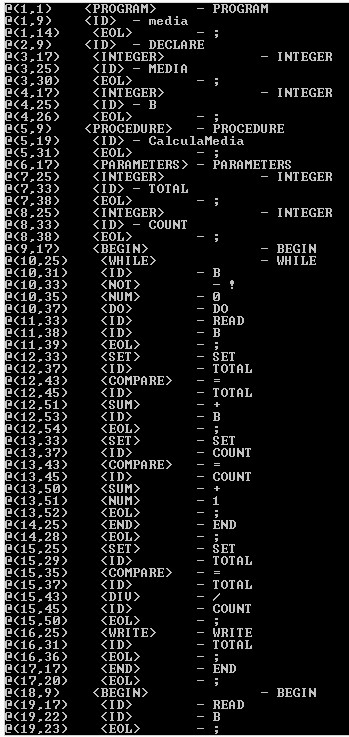 @(1,1) <PROGRAM> - PROGRAM
@(1,9) <ID> - media
@(1,14) <EOL> - ;
@(2,9) <ID> - DECLARE
@(3,17) <INTEGER> - INTEGER
@(3,25) <ID> - MEDIA
@(3,30) <EOL> - ;
@(4,17) <INTEGER> - INTEGER
@(4,25) <ID> - B
@(4,26) <EOL> - ;
@(5,9) <PROCEDURE> - PROCEDURE
@(5,19) <ID> - CalculaMedia
@(5,31) <EOL> - ;
@(6,17) <PARAMETERS> - PARAMETERS
@(7,25) <INTEGER> - INTEGER
@(7,33) <ID> - TOTAL
@(7,38) <EOL> - ;
@(8,25) <INTEGER> - INTEGER
@(8,33) <ID> - COUNT
@(8,38) <EOL> - ;
@(9,17) <BEGIN> - BEGIN
@(10,25) <WHILE> - WHILE
@(10,31) <ID> - B
@(10,33) <NOT> - !
@(10,35) <NUM> - 0
@(10,37) <DO> - DO
@(11,33) <ID> - READ
@(11,38) <ID> - B
@(11,39) <EOL> - ;
@(12,33) <SET> - SET
@(12,37) <ID> - TOTAL
@(12,43) <COMPARE> - =
@(12,45) <ID> - TOTAL
@(12,51) <SUM> - +
@(12,53) <ID> - B
@(12,54) <EOL> - ;
@(13,33) <SET> - SET
@(13,37) <ID> - COUNT
@(13,43) <COMPARE> - =
@(13,45) <ID> - COUNT
@(13,50) <SUM> - +
@(13,51) <NUM> - 1
@(13,52) <EOL> - ;
@(14,25) <END> - END
@(14,28) <EOL> - ;
@(15,25) <SET> - SET
@(15,29) <ID> - TOTAL
@(15,35) <COMPARE> - =
@(15,37) <ID> - TOTAL
@(15,43) <DIV> - /
@(15,45) <ID> - COUNT
@(15,50) <EOL> - ;
@(16,25) <WRITE> - WRITE
@(16,31) <ID> - TOTAL
@(16,36) <EOL> - ;
@(17,17) <END> - END
@(17,20) <EOL> - ;
@(18,9) <BEGIN> - BEGIN
@(19,17) <ID> - READ
@(19,22) <ID> - B
@(19,23) <EOL> - ;